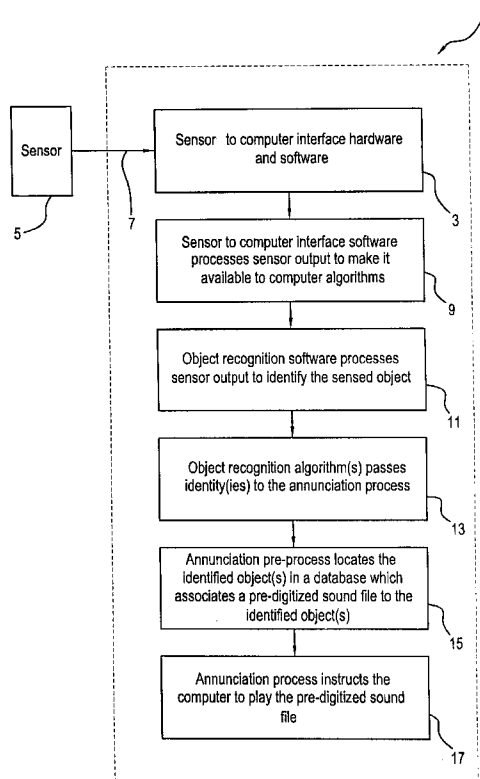 Sensor
5
7
Sensor to computer interface hardware
and software
3
Sensor to computer interface software
processes sensor output to make it
available to computer algorithms
9
Object recognition software processes
sensor output to identify the sensed object
11
Object recognition algorithm(s) passes
identity(ies) to the annunciation process
13
Annunciation pre-process locates the
identified object(s) in a database which
associates a pre-digitized sound file to the
identified object(s)
15
Annunciation process instructs the
computer to play the pre-digitized sound
file
17